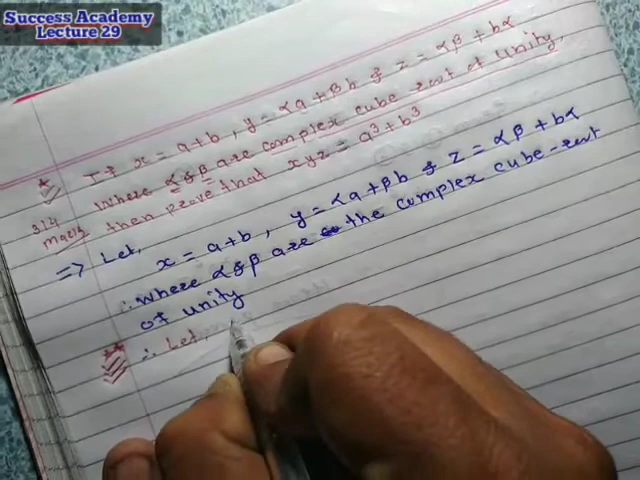 Success Academy
Lecture 29
If x = a+b, y = αa + βb & z = αβ + bα
Where α & β are complex cube root of unity,
then prove that xyz = a³ + b³
3,4
March
=> Let,
x = a+b, y = αa + βb & z = αβ + bα
∴ Where α & β are the complex cube-root
of unity
∴ Let,